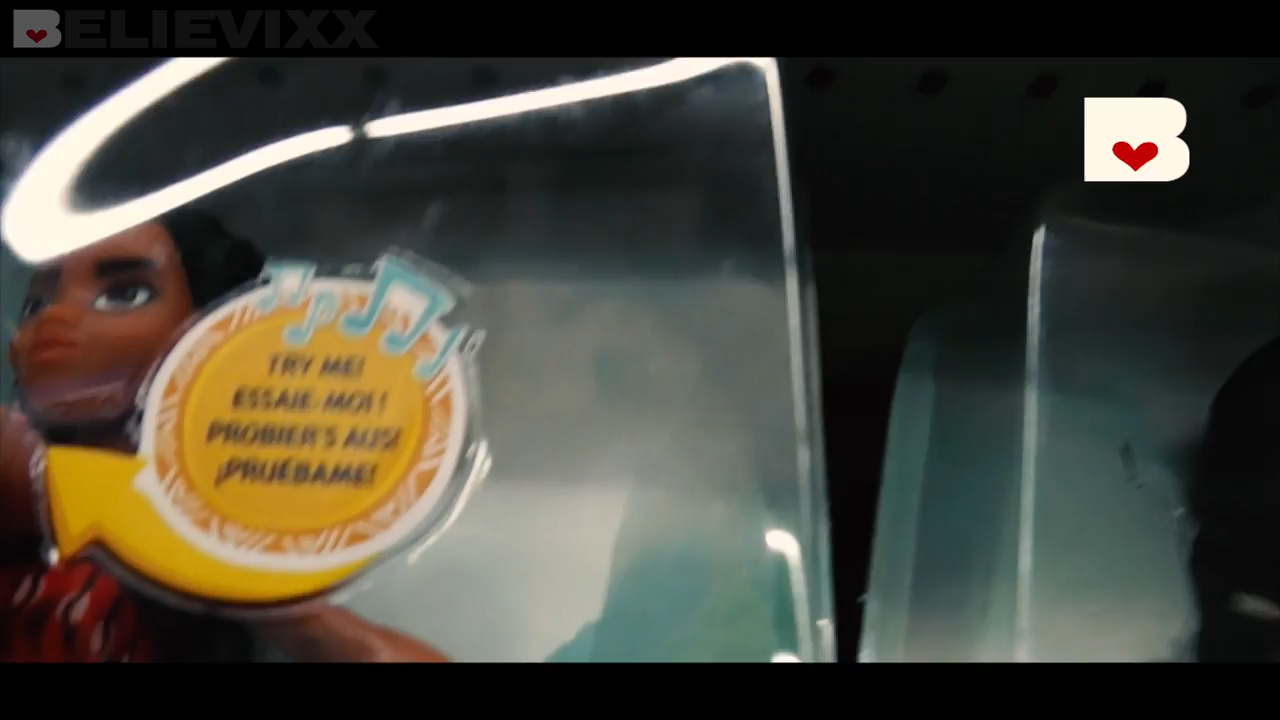 BELIEVIXX
B
TRY ME!
ESSAIE-MOI !
PROBIER'S AUS!
¡PRUÉBAME!